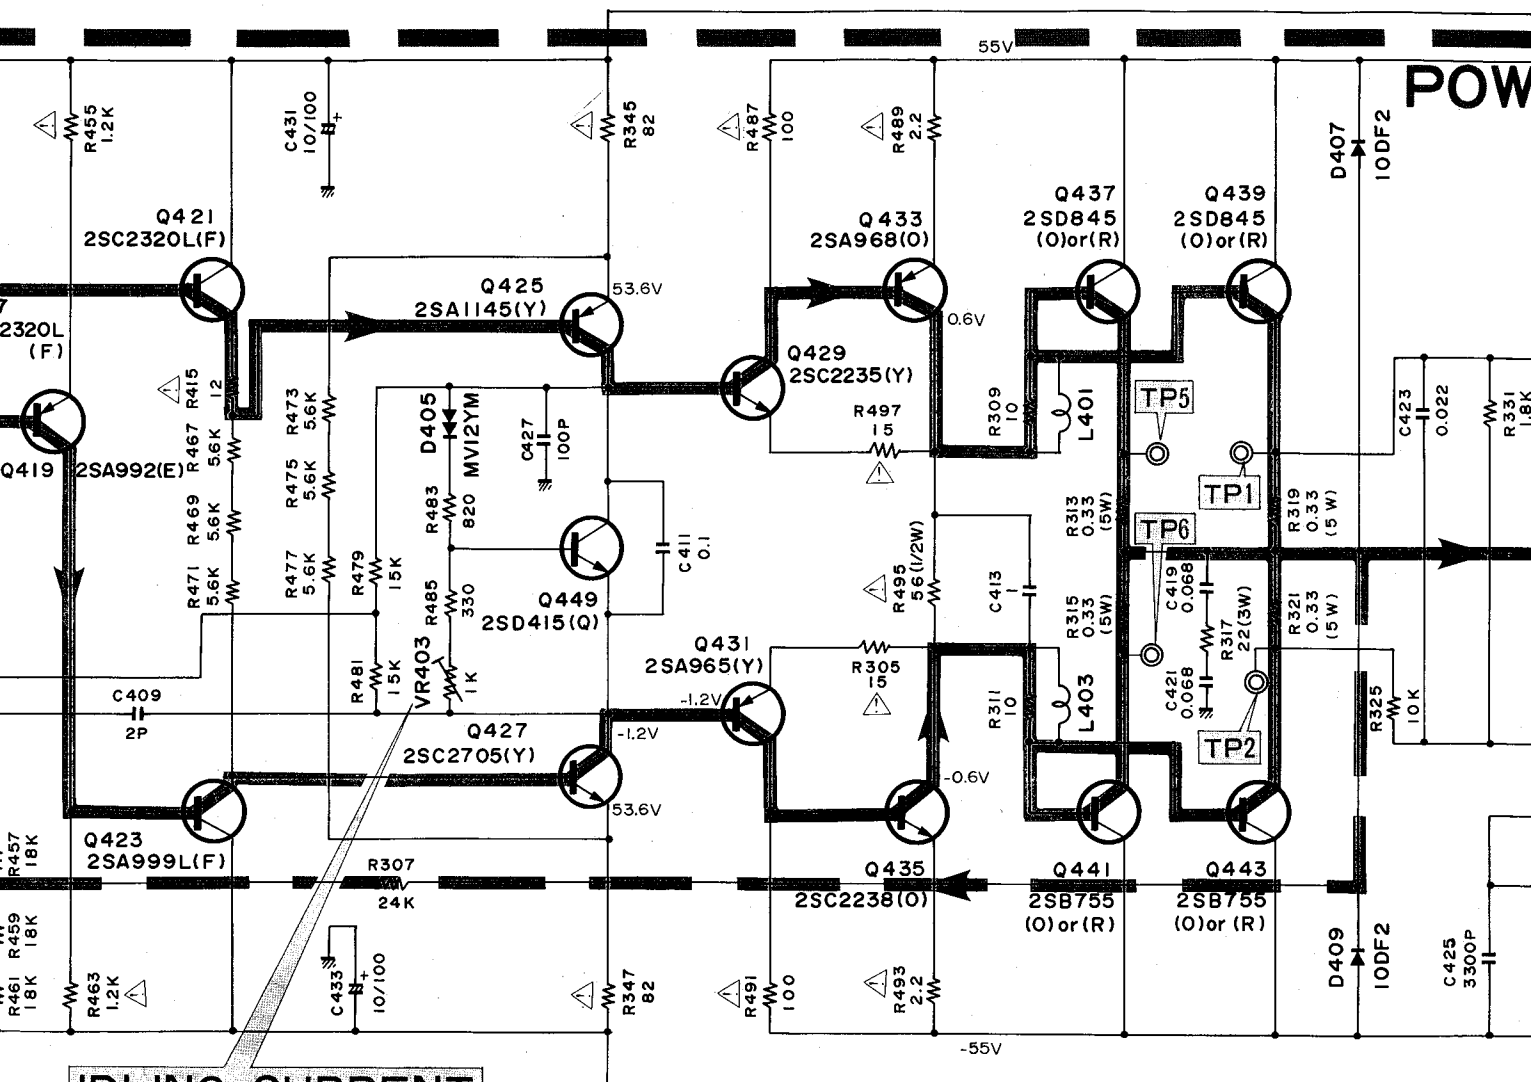 55V
POW
R455
1.2K
C431
10/100
+
R345
82
R487
100
R489
2.2
D407
10DF2
Q421
2SC2320L(F)
Q433
2SA968(O)
Q437
2SD845
(O)or(R)
Q439
2SD845
(O)or(R)
Q425
2SA1145(Y)
53.6V
7
2320L
(F)
0.6V
Q429
2SC2235(Y)
R415
12
R473
5.6K
D405
MV12YM
C427
100P
R497
15
R309
10
L401
TP5
C423
0.022
R331
1.8K
R467
5.6K
Q419
2SA992(E)
R475
5.6K
R483
820
TP1
R469
5.6K
R313
0.33
(5W)
TP6
R319
0.33
(5W)
C411
0.1
R495
56(1/2W)
C413
1
R471
5.6K
R477
5.6K
R479
15K
R485
330
Q449
2SD415(Q)
R315
0.33
(5W)
C419
0.068
R317
22(3W)
R321
0.33
(5W)
Q431
2SA965(Y)
R305
15
C409
2P
R481
15K
VR403
1K
-1.2V
-1.2V
R311
10
L403
C421
0.068
TP2
R325
10K
Q427
2SC2705(Y)
53.6V
-0.6V
Q423
2SA999L(F)
R457
18K
R307
24K
Q435
2SC2238(O)
Q441
2SB755
(O)or(R)
Q443
2SB755
(O)or(R)
R459
18K
R461
18K
R463
1.2K
C433
10/100
+
R347
82
R491
100
R493
2.2
D409
10DF2
C425
3300P
-55V
IDLING CURRENT